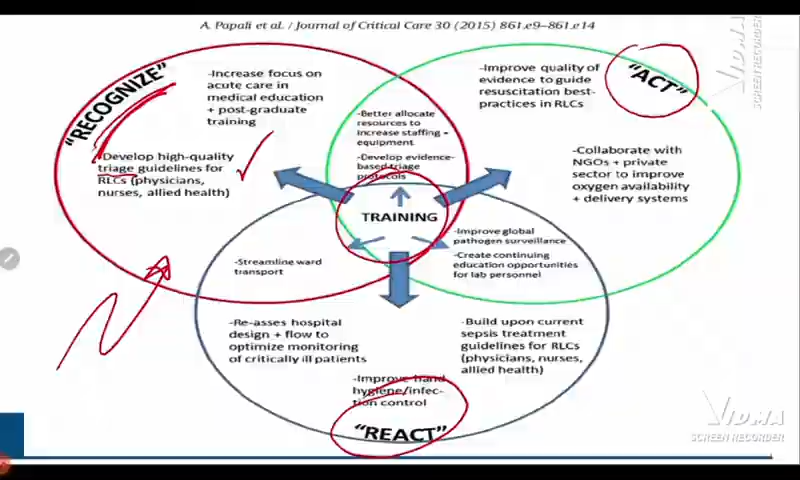 A. Papali et al. / Journal of Critical Care 30 (2015) 861.e9–861.e14
"RECOGNIZE"
-Increase focus on
acute care in
medical education
+ post-graduate
training
-Develop high-quality
triage guidelines for
RLCs (physicians,
nurses, allied health)
-Better allocate
resources to
increase staffing +
equipment
-Develop evidence-
based triage
protocols
-Improve quality of
evidence to guide
resuscitation best-
practices in RLCs
"ACT"
-Collaborate with
NGOs + private
sector to improve
oxygen availability
+ delivery systems
TRAINING
-Streamline ward
transport
-Improve global
pathogen surveillance
-Create continuing
education opportunities
for lab personnel
-Re-asses hospital
design + flow to
optimize monitoring
of critically ill patients
-Build upon current
sepsis treatment
guidelines for RLCs
(physicians, nurses,
allied health)
-Improve hand
hygiene/infec-
tion control
"REACT"
VIDMA
SCREEN RECORDER
VIDMA
SCREEN RECORDER